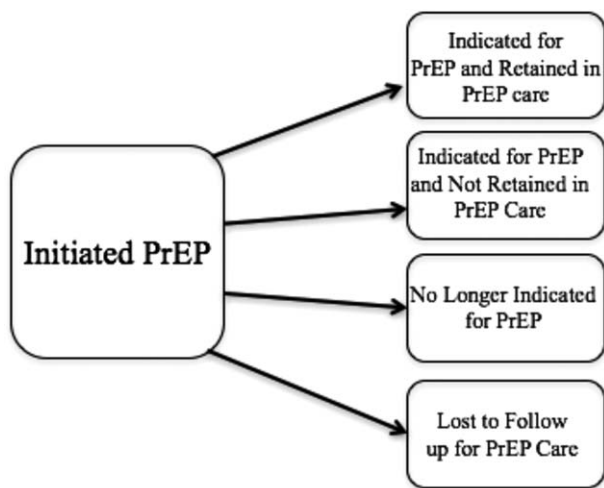 Indicated for
PrEP and Retained in
PrEP care
Indicated for PrEP
and Not Retained in
PrEP Care
Initiated PrEP
No Longer Indicated
for PrEP
Lost to Follow
up for PrEP Care